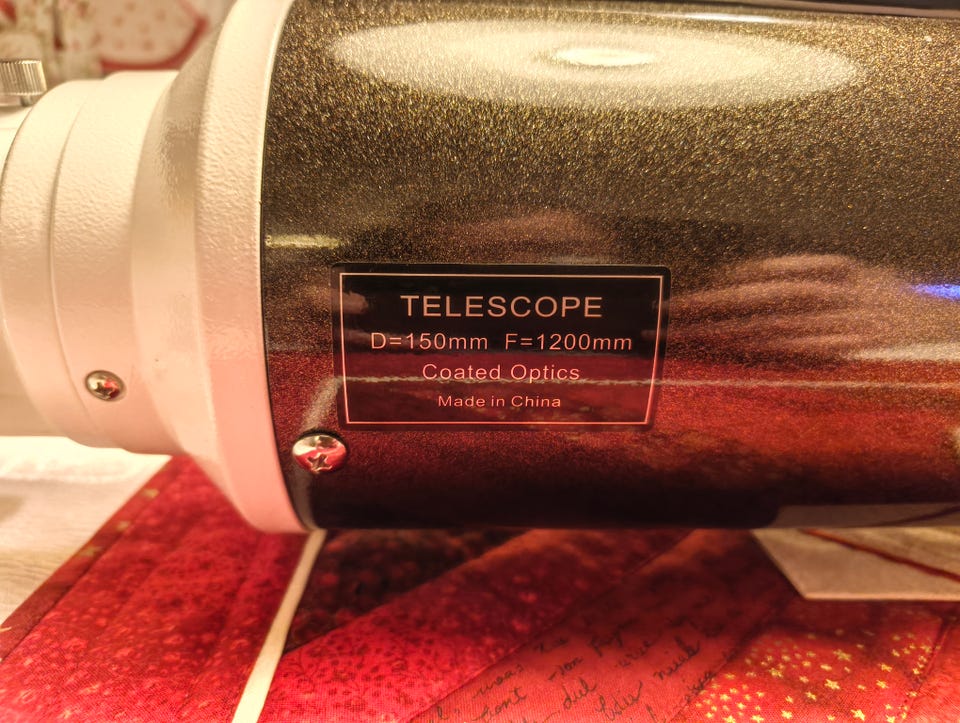 TELESCOPE
D=150mm F=1200mm
Coated Optics
Made in China